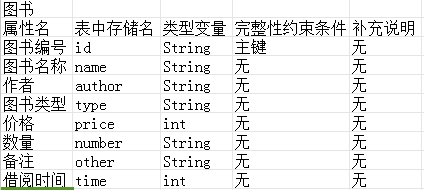 图书
属性名 表中存储名 类型变量 完整性约束条件 补充说明
图书编号 id String 主键 无
图书名称 name String 无 无
作者 author String 无 无
图书类型 type String 无 无
价格 price int 无 无
数量 number String 无 无
备注 other String 无 无
借阅时间 time int 无 无